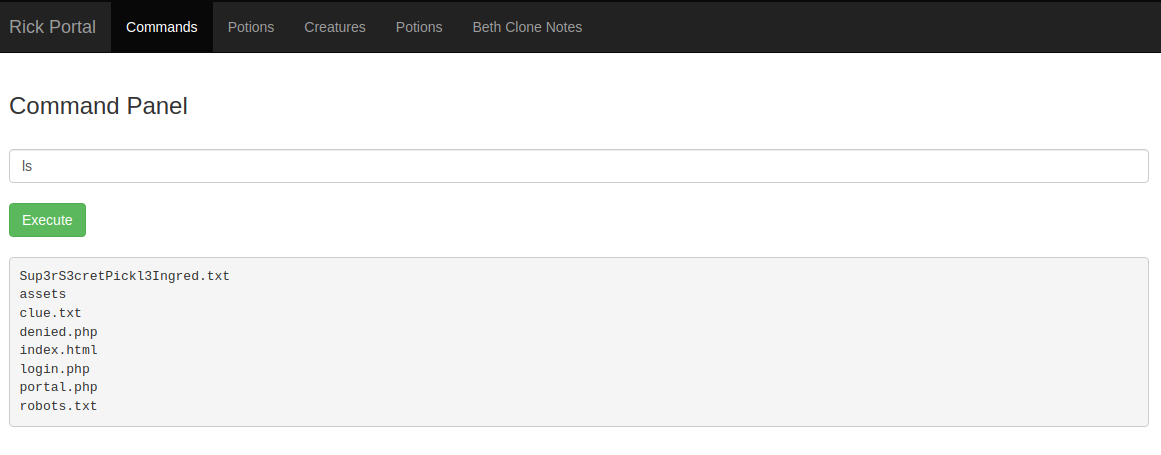 Rick Portal Commands Potions Creatures Potions Beth Clone Notes
Command Panel
ls
Execute
Sup3rS3cretPickl3Ingred.txt
assets
clue.txt
denied.php
index.html
login.php
portal.php
robots.txt